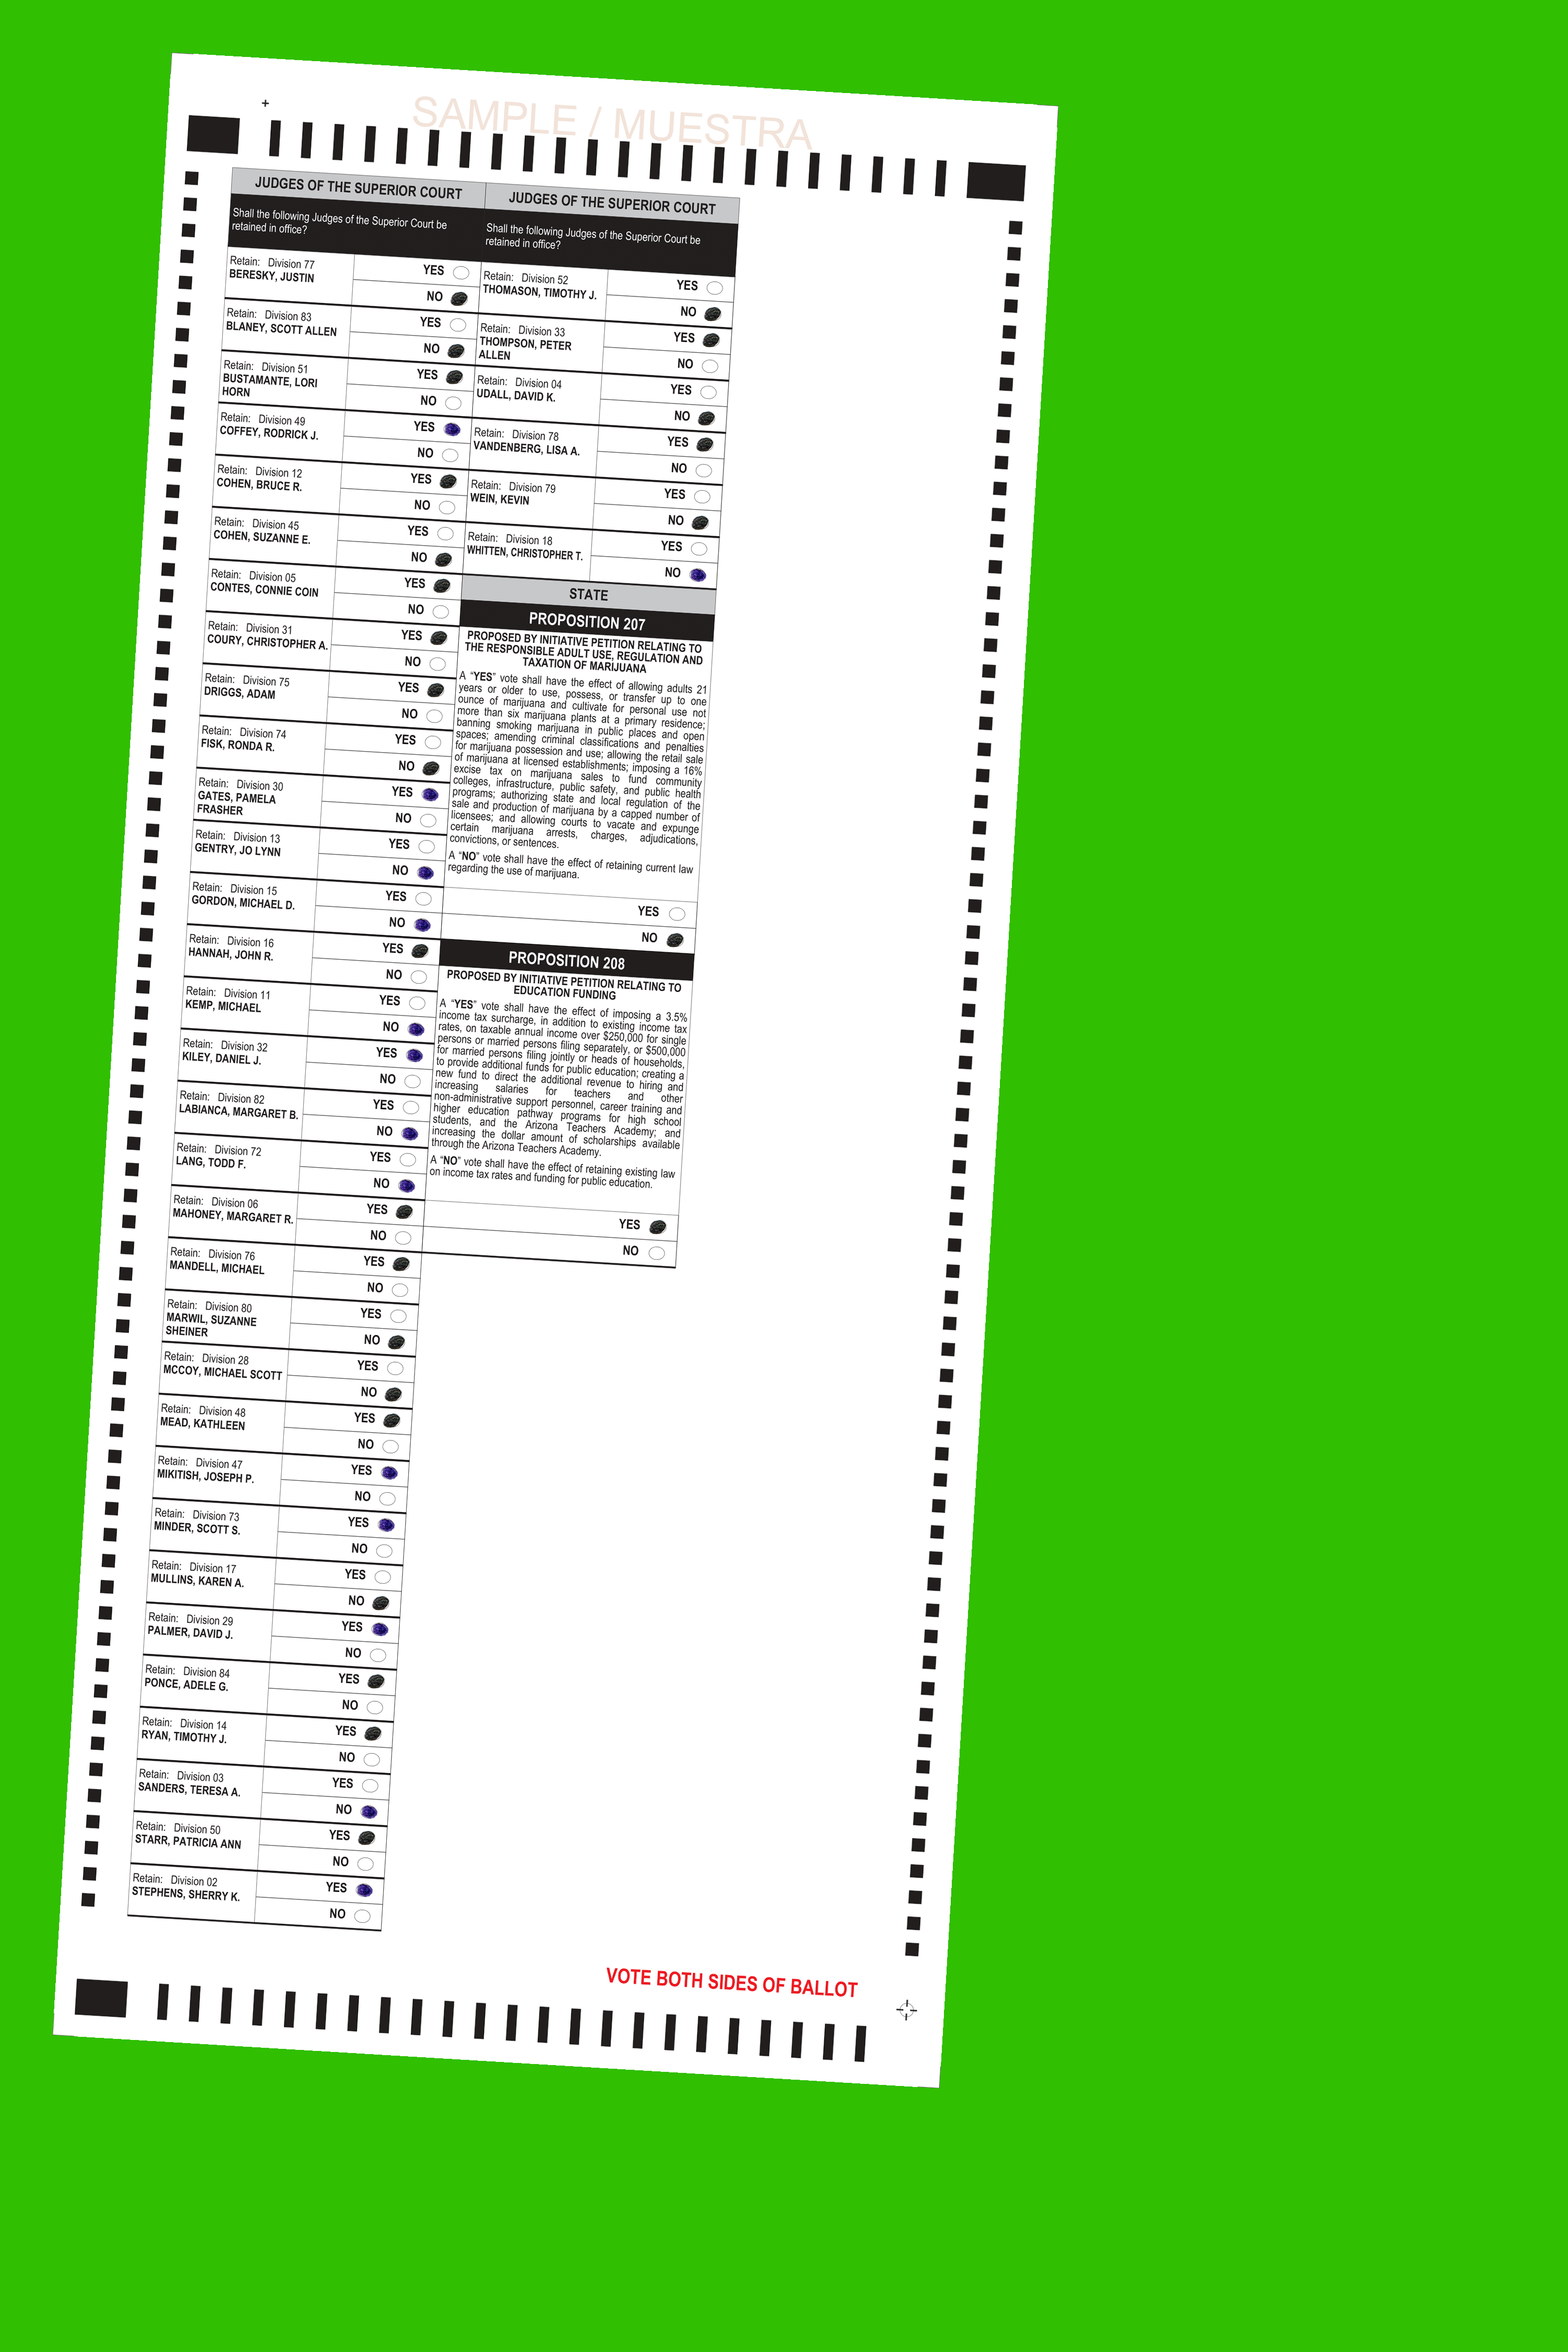 SAMPLE / MUESTRA
JUDGES OF THE SUPERIOR COURT
Shall the following Judges of the Superior Court be
retained in office?
Retain: Division 77
BERESKY, JUSTIN
YES
NO
Retain: Division 83
BLANEY, SCOTT ALLEN
YES
NO
Retain: Division 51
BUSTAMANTE, LORI
HORN
YES
NO
Retain: Division 49
COFFEY, RODRICK J.
YES
NO
Retain: Division 12
COHEN, BRUCE R.
YES
NO
Retain: Division 45
COHEN, SUZANNE E.
YES
NO
Retain: Division 05
CONTES, CONNIE COIN
YES
NO
Retain: Division 31
COURY, CHRISTOPHER A.
YES
NO
Retain: Division 75
DRIGGS, ADAM
YES
NO
Retain: Division 74
FISK, RONDA R.
YES
NO
Retain: Division 30
GATES, PAMELA
FRASHER
YES
NO
Retain: Division 13
GENTRY, JO LYNN
YES
NO
Retain: Division 15
GORDON, MICHAEL D.
YES
NO
Retain: Division 16
HANNAH, JOHN R.
YES
NO
Retain: Division 11
KEMP, MICHAEL
YES
NO
Retain: Division 32
KILEY, DANIEL J.
YES
NO
Retain: Division 82
LABIANCA, MARGARET B.
YES
NO
Retain: Division 72
LANG, TODD F.
YES
NO
Retain: Division 06
MAHONEY, MARGARET R.
YES
NO
Retain: Division 76
MANDELL, MICHAEL
YES
NO
Retain: Division 80
MARWIL, SUZANNE
SHEINER
YES
NO
Retain: Division 28
MCCOY, MICHAEL SCOTT
YES
NO
Retain: Division 48
MEAD, KATHLEEN
YES
NO
Retain: Division 47
MIKITISH, JOSEPH P.
YES
NO
Retain: Division 73
MINDER, SCOTT S.
YES
NO
Retain: Division 17
MULLINS, KAREN A.
YES
NO
Retain: Division 29
PALMER, DAVID J.
YES
NO
Retain: Division 84
PONCE, ADELE G.
YES
NO
Retain: Division 14
RYAN, TIMOTHY J.
YES
NO
Retain: Division 03
SANDERS, TERESA A.
YES
NO
Retain: Division 50
STARR, PATRICIA ANN
YES
NO
Retain: Division 02
STEPHENS, SHERRY K.
YES
NO
JUDGES OF THE SUPERIOR COURT
Shall the following Judges of the Superior Court be
retained in office?
Retain: Division 52
THOMASON, TIMOTHY J.
YES
NO
Retain: Division 33
THOMPSON, PETER
ALLEN
YES
NO
Retain: Division 04
UDALL, DAVID K.
YES
NO
Retain: Division 78
VANDENBERG, LISA A.
YES
NO
Retain: Division 79
WEIN, KEVIN
YES
NO
Retain: Division 18
WHITTEN, CHRISTOPHER T.
YES
NO
STATE
PROPOSITION 207
PROPOSED BY INITIATIVE PETITION RELATING TO
THE RESPONSIBLE ADULT USE, REGULATION AND
TAXATION OF MARIJUANA
A “YES” vote shall have the effect of allowing adults 21
years or older to use, possess, or transfer up to one
ounce of marijuana and cultivate for personal use not
more than six marijuana plants at a primary residence;
banning smoking marijuana in public places and open
spaces; amending criminal classifications and penalties
for marijuana possession and use; allowing the retail sale
of marijuana at licensed establishments; imposing a 16%
excise tax on marijuana sales to fund community
colleges, infrastructure, public safety, and public health
programs; authorizing state and local regulation of the
sale and production of marijuana by a capped number of
licensees; and allowing courts to vacate and expunge
certain marijuana arrests, charges, adjudications,
convictions, or sentences.
A “NO” vote shall have the effect of retaining current law
regarding the use of marijuana.
YES
NO
PROPOSITION 208
PROPOSED BY INITIATIVE PETITION RELATING TO
EDUCATION FUNDING
A “YES” vote shall have the effect of imposing a 3.5%
income tax surcharge, in addition to existing income tax
rates, on taxable annual income over $250,000 for single
persons or married persons filing separately, or $500,000
for married persons filing jointly or heads of households,
to provide additional funds for public education; creating a
new fund to direct the additional revenue to hiring and
increasing salaries for teachers and other
non-administrative support personnel, career training and
higher education pathway programs for high school
students, and the Arizona Teachers Academy; and
increasing the dollar amount of scholarships available
through the Arizona Teachers Academy.
A “NO” vote shall have the effect of retaining existing law
on income tax rates and funding for public education.
YES
NO
VOTE BOTH SIDES OF BALLOT